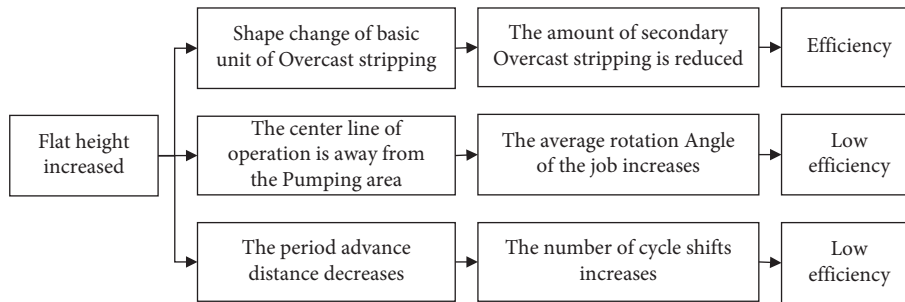 Shape change of basic
unit of Overcast stripping
The amount of secondary
Overcast stripping is reduced
Efficiency
Flat height
increased
The center line of
operation is away from
the Pumping area
The average rotation Angle
of the job increases
Low
efficiency
The period advance
distance decreases
The number of cycle shifts
increases
Low
efficiency